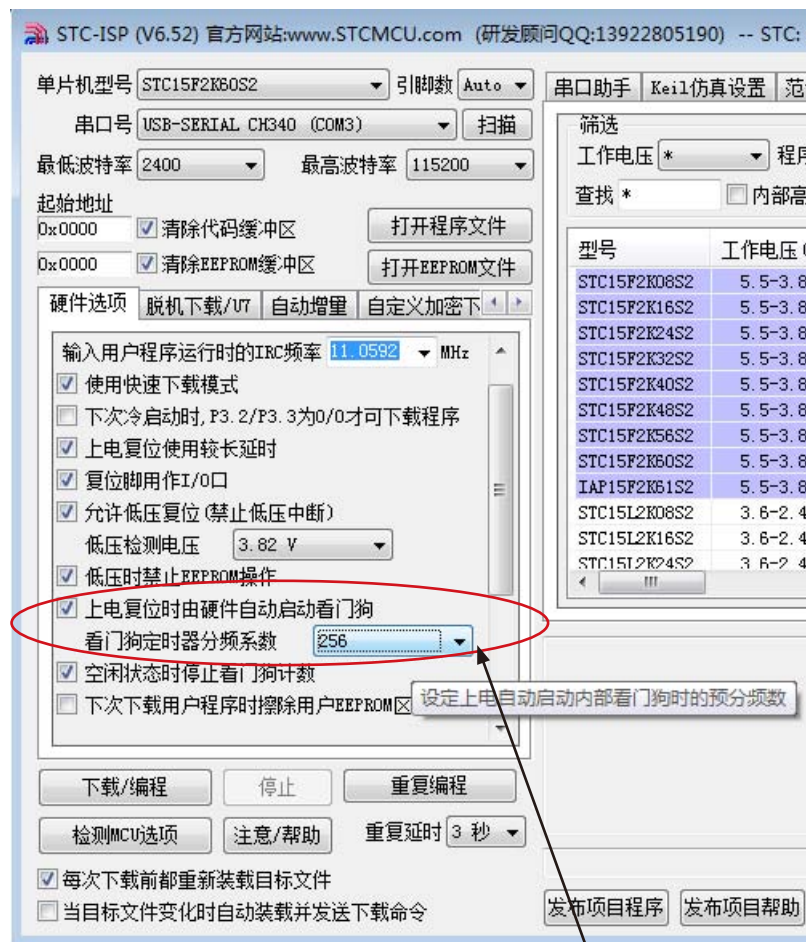 STC-ISP (V6.52) 官方网站:www.STCMCU.com (研发顾问QQ:13922805190) -- STC:
单片机型号 STC15F2K60S2 引脚数 Auto
串口号 USB-SERIAL CH340 (COM3) 扫描
最低波特率 2400 最高波特率 115200
起始地址
0x0000 清除代码缓冲区 打开程序文件
0x0000 清除EEPROM缓冲区 打开EEPROM文件
硬件选项 脱机下载/U7 自动增量 自定义加密下
输入用户程序运行时的IRC频率 11.0592 MHz
使用快速下载模式
下次冷启动时,P3.2/P3.3为0/0才可下载程序
上电复位使用较长延时
复位脚用作I/O口
允许低压复位(禁止低压中断)
低压检测电压 3.82 V
低压时禁止EEPROM操作
上电复位时由硬件自动启动看门狗
看门狗定时器分频系数 256
空闲状态时停止看门狗计数
下次下载用户程序时擦除用户EEPROM区
设定上电自动启动内部看门狗时的预分频数
下载/编程 停止 重复编程
检测MCU选项 注意/帮助 重复延时 3 秒
每次下载前都重新装载目标文件
当目标文件变化时自动装载并发送下载命令
串口助手 Keil仿真设置 范
筛选
工作电压 * 程序
查找 * 内部高
型号 工作电压(
STC15F2K08S2 5.5-3.8
STC15F2K16S2 5.5-3.8
STC15F2K24S2 5.5-3.8
STC15F2K32S2 5.5-3.8
STC15F2K40S2 5.5-3.8
STC15F2K48S2 5.5-3.8
STC15F2K56S2 5.5-3.8
STC15F2K60S2 5.5-3.8
IAP15F2K61S2 5.5-3.8
STC15L2K08S2 3.6-2.4
STC15L2K16S2 3.6-2.4
STC15L2K24S2 3.6-2.4
发布项目程序 发布项目帮助